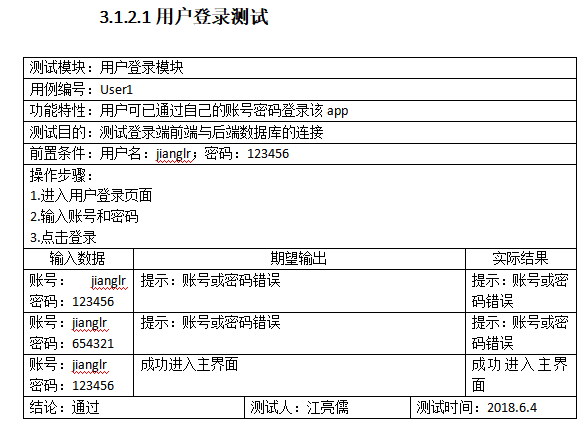 3.1.2.1用户登录测试
测试模块：用户登录模块
用例编号：User1
功能特性：用户可已通过自己的账号密码登录该 app
测试目的：测试登录端前端与后端数据库的连接
前置条件：用户名：jianglr；密码：123456
操作步骤：
1.进入用户登录页面
2.输入账号和密码
3.点击登录
输入数据 期望输出 实际结果
账号： jianglr 提示：账号或密码错误 提示：账号或密
密码：123456 码错误
账号：jianglr 提示：账号或密码错误 提示：账号或密
密码：654321 码错误
账号：jianglr 成功进入主界面 成功进入主界
密码：123456 面
结论：通过 测试人：江亮儒 测试时间：2018.6.4